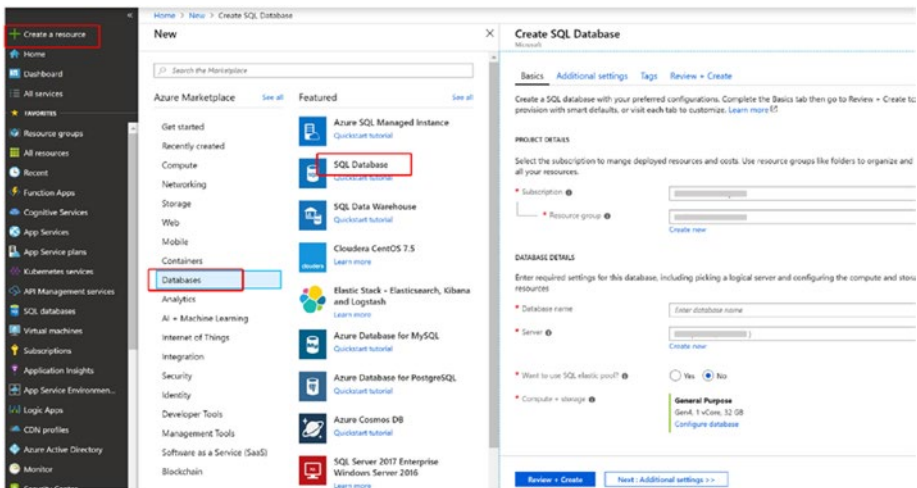 Home > New > Create SQL Database
Create a resource
Home
Dashboard
All services
FAVORITES
Resource groups
All resources
Recent
Function Apps
Cognitive Services
App Services
App Service plans
Kubernetes services
API Management services
SQL databases
Virtual machines
Subscriptions
Application Insights
App Service Environmen...
Logic Apps
CDN profiles
Azure Active Directory
Monitor
New
Search the Marketplace
Azure Marketplace See all
Get started
Recently created
Compute
Networking
Storage
Web
Mobile
Containers
Databases
Analytics
AI + Machine Learning
Internet of Things
Integration
Security
Identity
Developer Tools
Management Tools
Software as a Service (SaaS)
Blockchain
Featured See all
Azure SQL Managed Instance
Quickstart tutorial
SQL Database
Quickstart tutorial
SQL Data Warehouse
Quickstart tutorial
cloudera
Cloudera CentOS 7.5
Learn more
Elastic Stack - Elasticsearch, Kibana
and Logstash
Learn more
Azure Database for MySQL
Quickstart tutorial
Azure Database for PostgreSQL
Quickstart tutorial
Azure Cosmos DB
Quickstart tutorial
SQL Server 2017 Enterprise
Windows Server 2016
Learn more
Create SQL Database
Microsoft
Basics Additional settings Tags Review + Create
Create a SQL database with your preferred configurations. Complete the Basics tab then go to Review + Create to
provision with smart defaults, or visit each tab to customize. Learn more
PROJECT DETAILS
Select the subscription to mange deployed resources and costs. Use resource groups like folders to organize and
all your resources.
* Subscription
* Resource group
Create new
DATABASE DETAILS
Enter required settings for this database, including picking a logical server and configuring the compute and
resources
* Database name Enter database name
* Server
Create new
* Want to use SQL elastic pool? Yes No
* Compute + storage General Purpose
Gen4, 1 vCore, 32 GB
Configure database
Review + Create Next : Additional settings >>